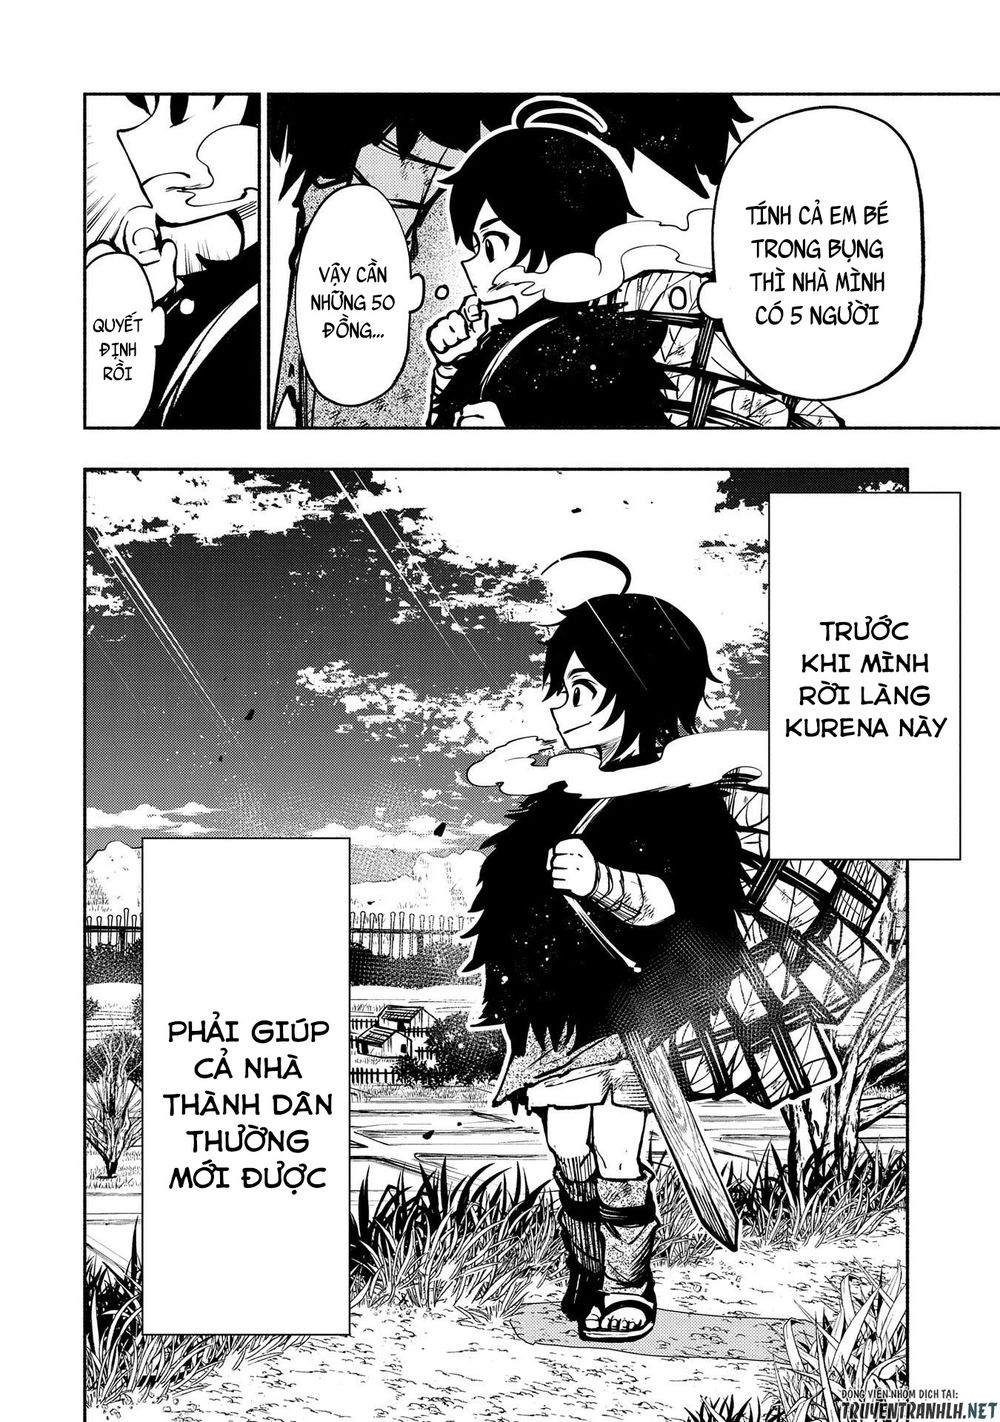 TÍNH CẢ EM BÉ
TRONG BỤNG
THÌ NHÀ MÌNH
CÓ 5 NGƯỜI
VẬY CẦN
NHỮNG 50
ĐỒNG...
QUYẾT
ĐỊNH
RỒI
TRƯỚC
KHI MÌNH
RỜI LÀNG
KURENA NÀY
PHẢI GIÚP
CẢ NHÀ
THÀNH DÂN
THƯỜNG
MỚI ĐƯỢC
ĐỘNG VIÊN NHÓM DỊCH TẠI:
TRUYENTRANHLH.NET